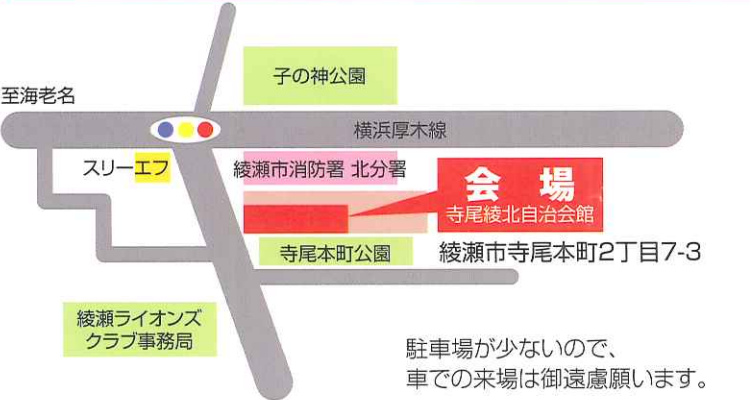 子の神公園
至海老名
横浜厚木線
スリーエフ
綾瀬市消防署 北分署
会 場
寺尾綾北自治会館
寺尾本町公園
綾瀬市寺尾本町2丁目7-3
綾瀬ライオンズ
クラブ事務局
駐車場が少ないので、
車での来場は御遠慮願います。